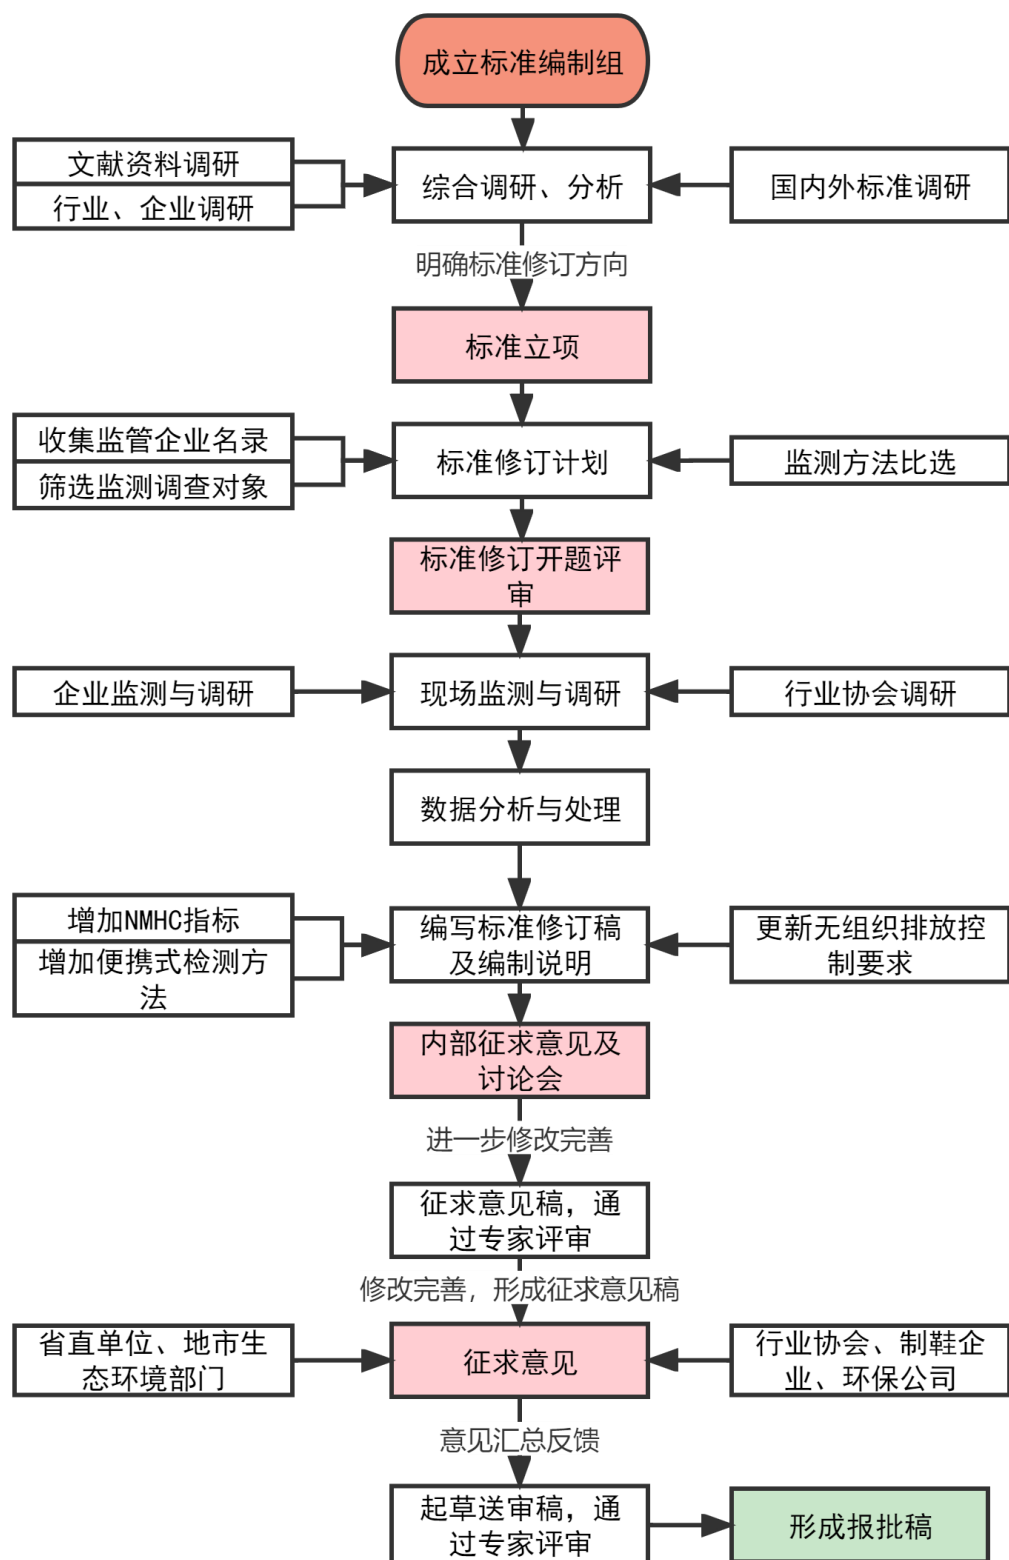 成立标准编制组
文献资料调研
行业、企业调研
综合调研、分析
国内外标准调研
明确标准修订方向
标准立项
收集监管企业名录
筛选监测调查对象
标准修订计划
监测方法比选
标准修订开题评
审
企业监测与调研
现场监测与调研
行业协会调研
数据分析与处理
增加NMHC指标
增加便携式检测方
法
编写标准修订稿
及编制说明
更新无组织排放控
制要求
内部征求意见及
讨论会
进一步修改完善
征求意见稿，通
过专家评审
修改完善，形成征求意见稿
省直单位、地市生
态环境部门
征求意见
行业协会、制鞋企
业、环保公司
意见汇总反馈
起草送审稿，通
过专家评审
形成报批稿